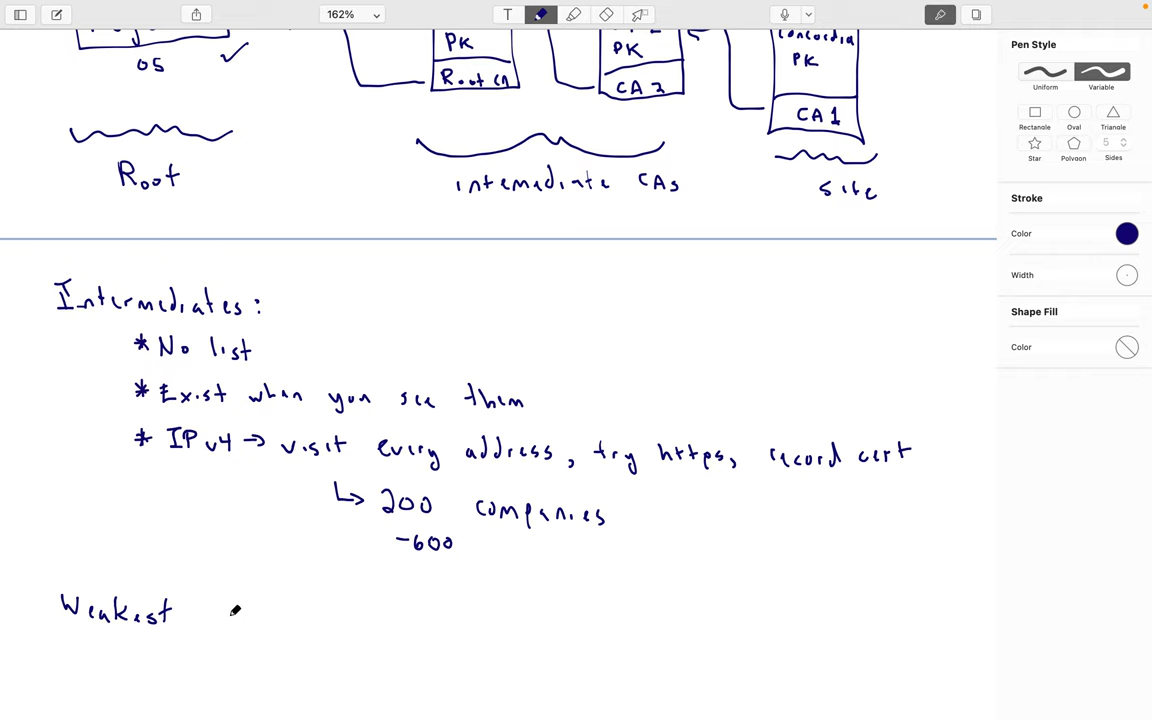 162%
T
PK
Root CA
05
PK
CA 2
Concordia
PK
CA 1
Root
intemediate CAs
Site
Intermediates:
* No list
* Exist when you see them
* IPv4 → visit every address, try https, record cert
↳ 200 companies
-600
Weakest
Pen Style
Uniform Variable
Rectangle Oval Triangle
Star Polygon Sides
5
Stroke
Color
Width
Shape Fill
Color